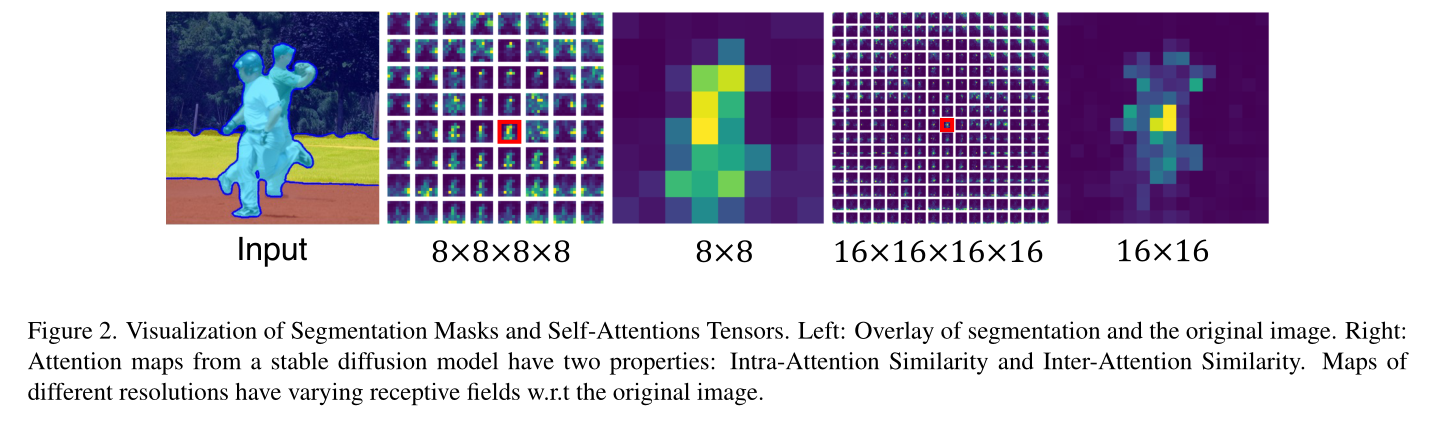 Input
8×8×8×8
8×8
16×16×16×16
16×16
Figure 2. Visualization of Segmentation Masks and Self-Attentions Tensors. Left: Overlay of segmentation and the original image. Right:
Attention maps from a stable diffusion model have two properties: Intra-Attention Similarity and Inter-Attention Similarity. Maps of
different resolutions have varying receptive fields w.r.t the original image.